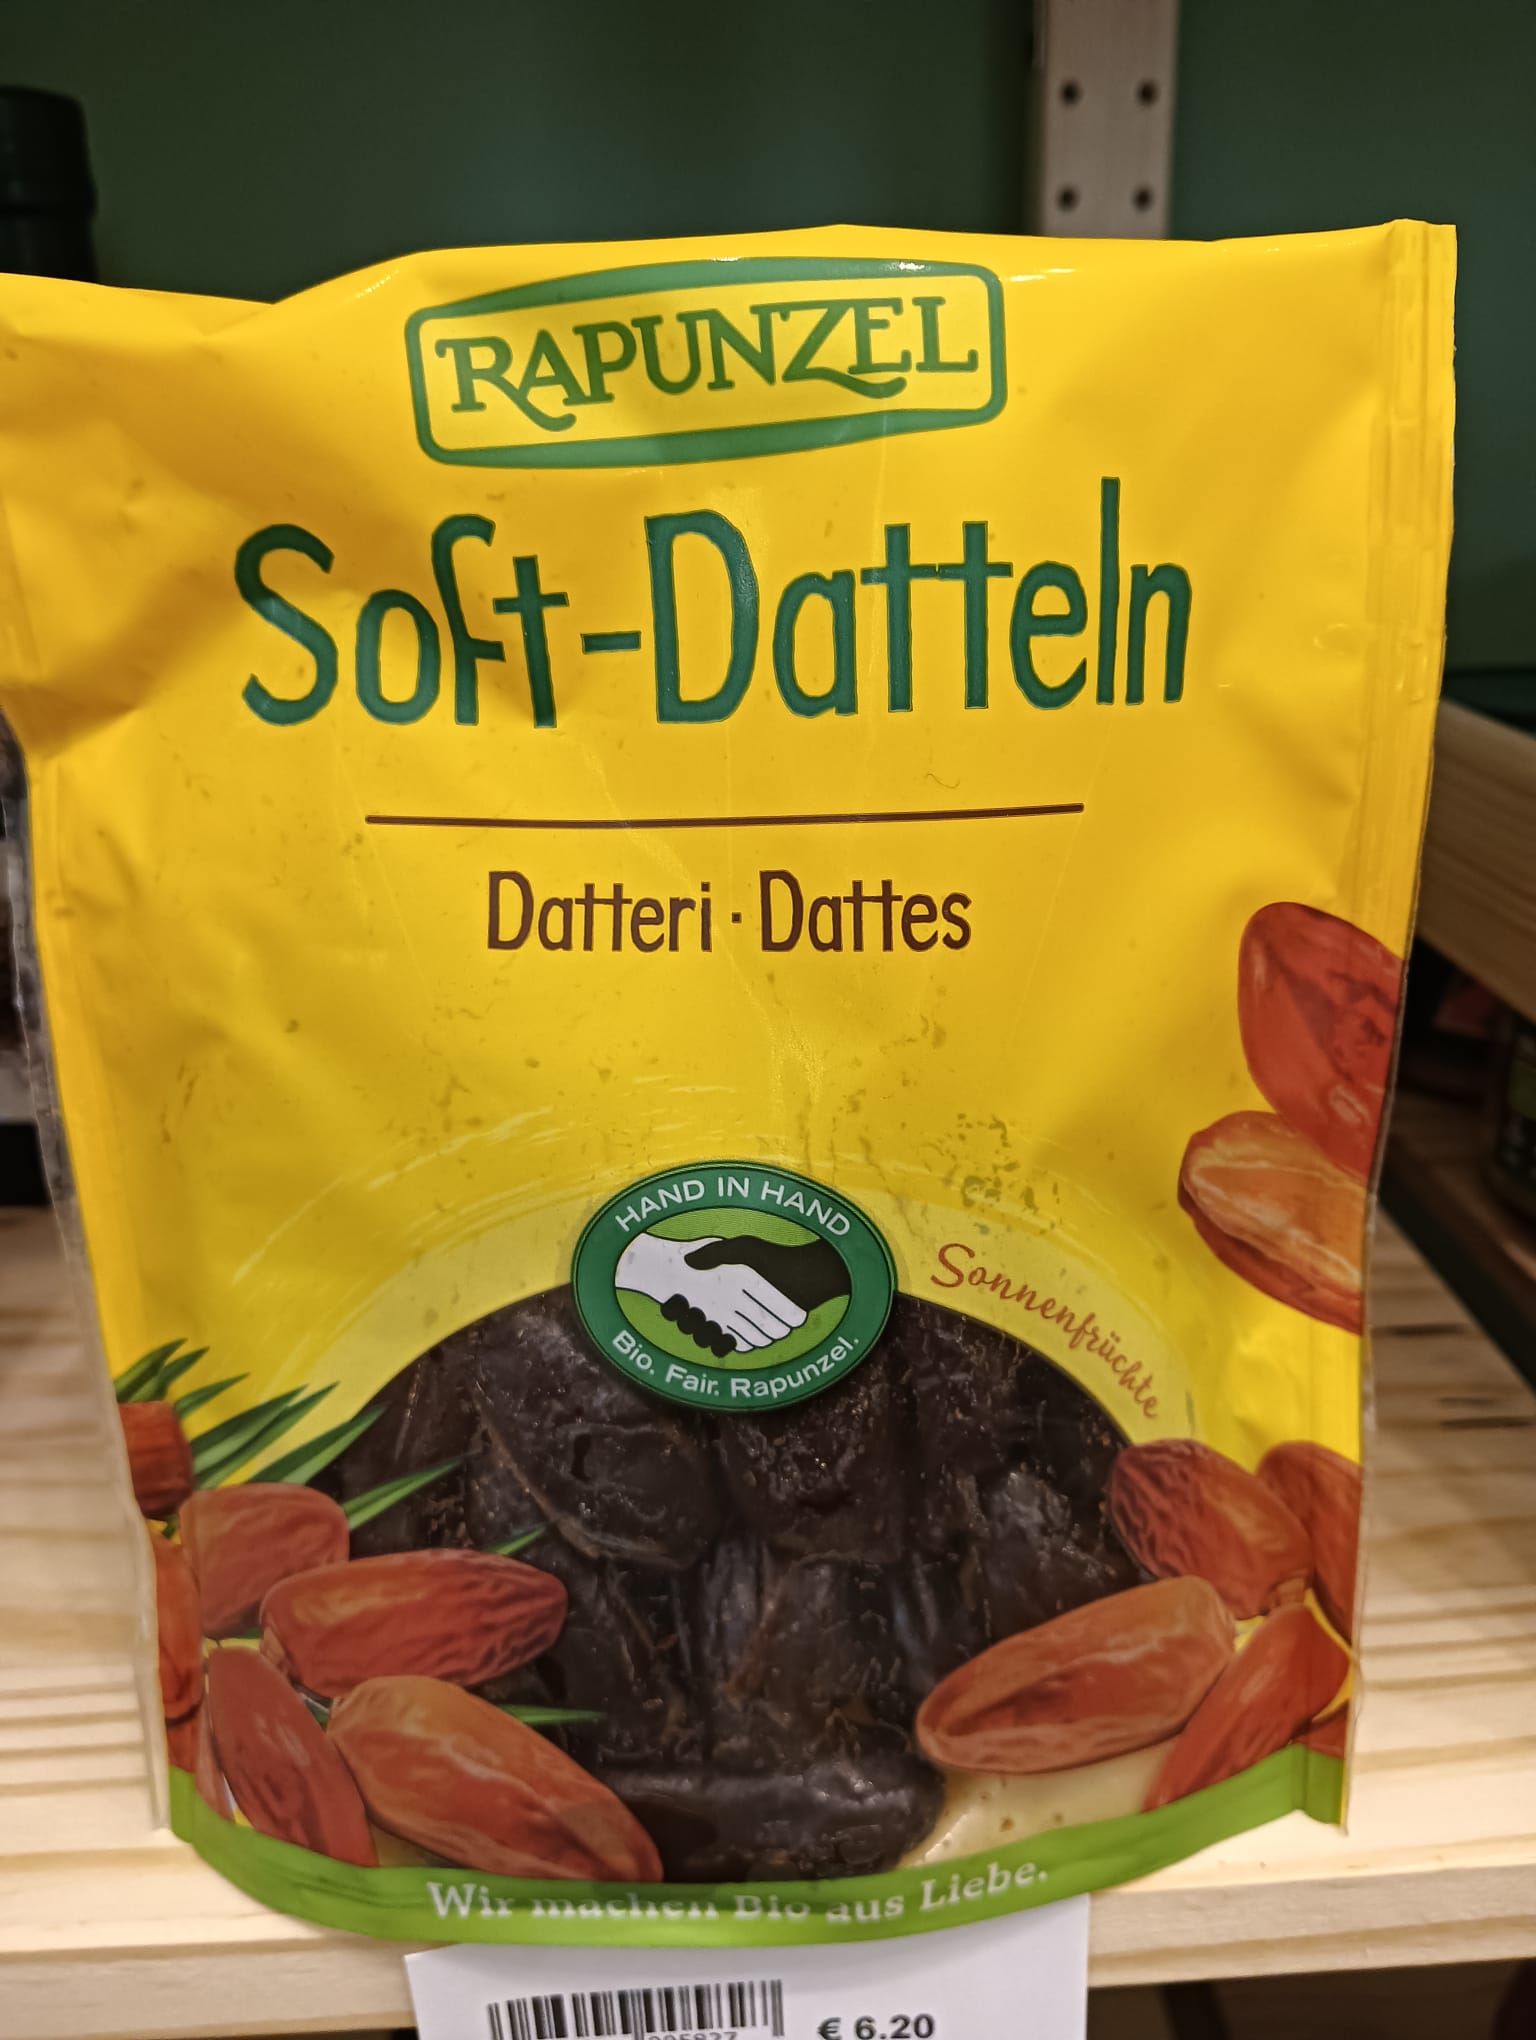 RAPUNZEL
Soft-Datteln
Datteri · Dattes
HAND IN HAND
Bio. Fair. Rapunzel.
Sonnenfrüchte
Wir machen Bio aus Liebe.
€ 6.20